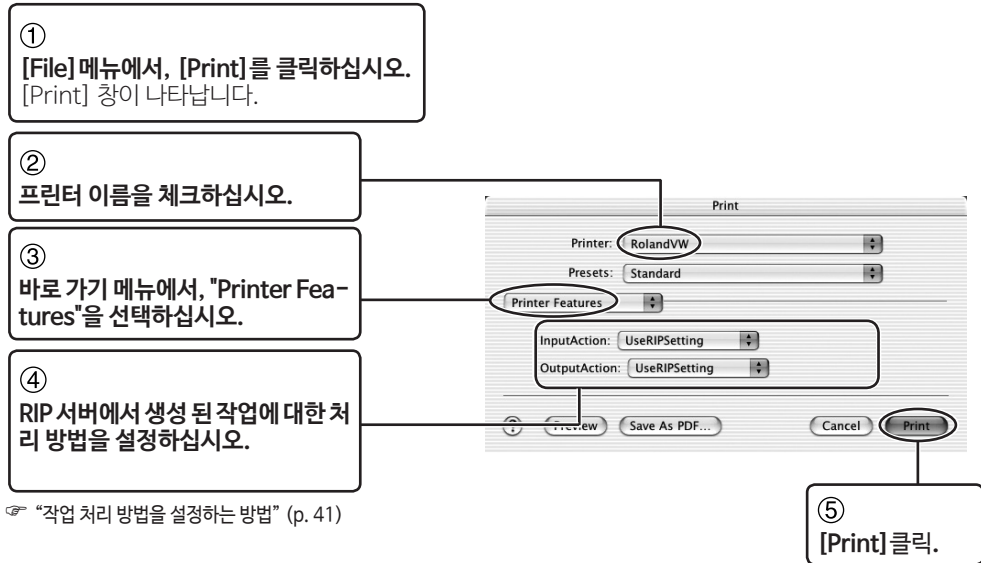 ①
[File]메뉴에서, [Print]를 클릭하십시오.
[Print] 창이 나타납니다.
②
프린터 이름을 체크하십시오.
③
바로 가기 메뉴에서, "Printer Fea-
tures"을 선택하십시오.
④
RIP 서버에서 생성 된 작업에 대한 처
리 방법을 설정하십시오.
☞ “작업 처리 방법을 설정하는 방법” (p. 41)
Print
Printer: RolandVW
Presets: Standard
Printer Features
InputAction: UseRIPSetting
OutputAction: UseRIPSetting
? Preview Save As PDF... Cancel Print
⑤
[Print]클릭.